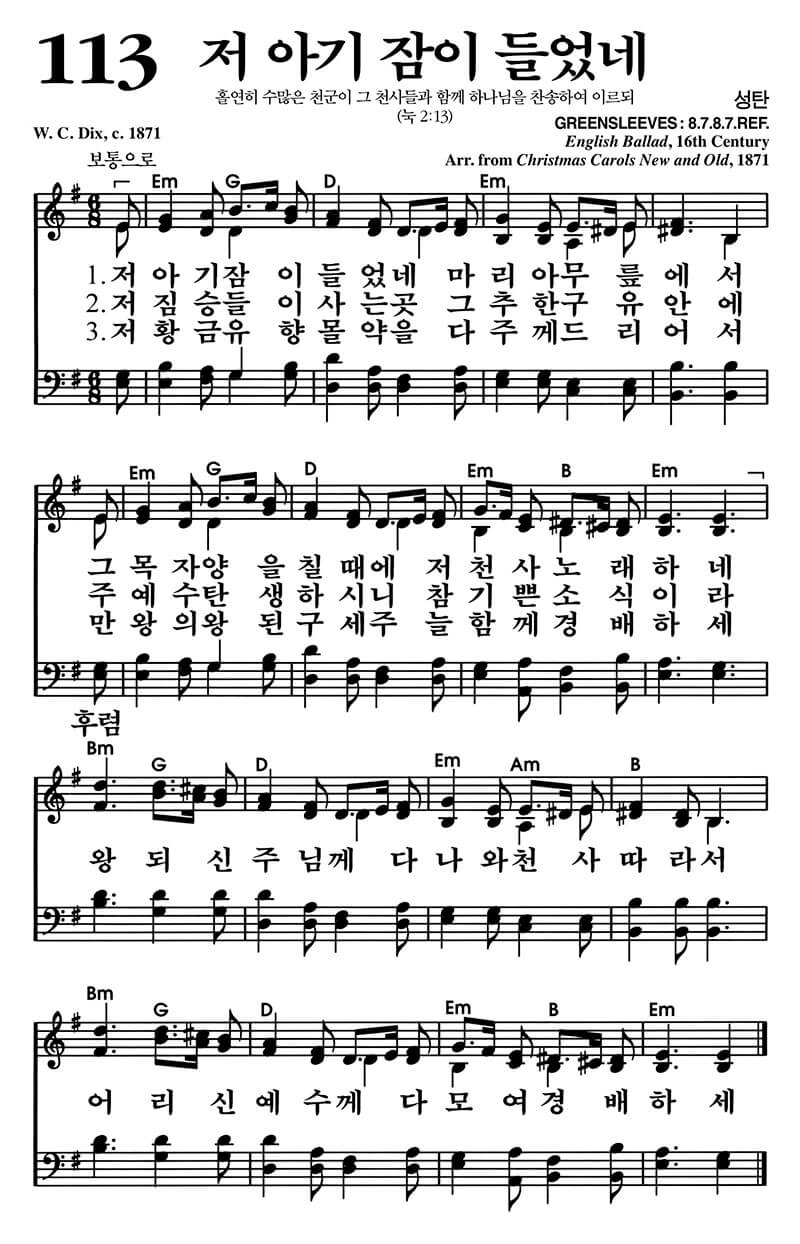 113 저 아기 잠이 들었네
홀연히 수많은 천군이 그 천사들과 함께 하나님을 찬송하여 이르되
(눅 2:13)
성탄
W. C. Dix, c. 1871
GREENSLEEVES : 8.7.8.7.REF.
English Ballad, 16th Century
Arr. from Christmas Carols New and Old, 1871
보통으로
Em G D Em
6 8
1. 저 아 기잠 이 들 었네 마 리 아무 릎 에 서
2. 저 짐 승들 이 사 는곳 그 추 한구 유 안 에
3. 저 황 금유 향 몰 약을 다 주 께드 리 어 서
6 8
Em G D Em B Em
그 목 자양 을 칠 때에 저 천 사노 래 하 네
주 예 수탄 생 하 시니 참 기 쁜소 식 이 라
만 왕 의왕 된 구 세주 늘 함 께경 배 하 세
후렴
Bm G D Em Am B
왕 되 신 주 님께 다 나 와천 사 따 라서
Bm G D Em B Em
어 리 신 예 수께 다 모 여경 배 하 세